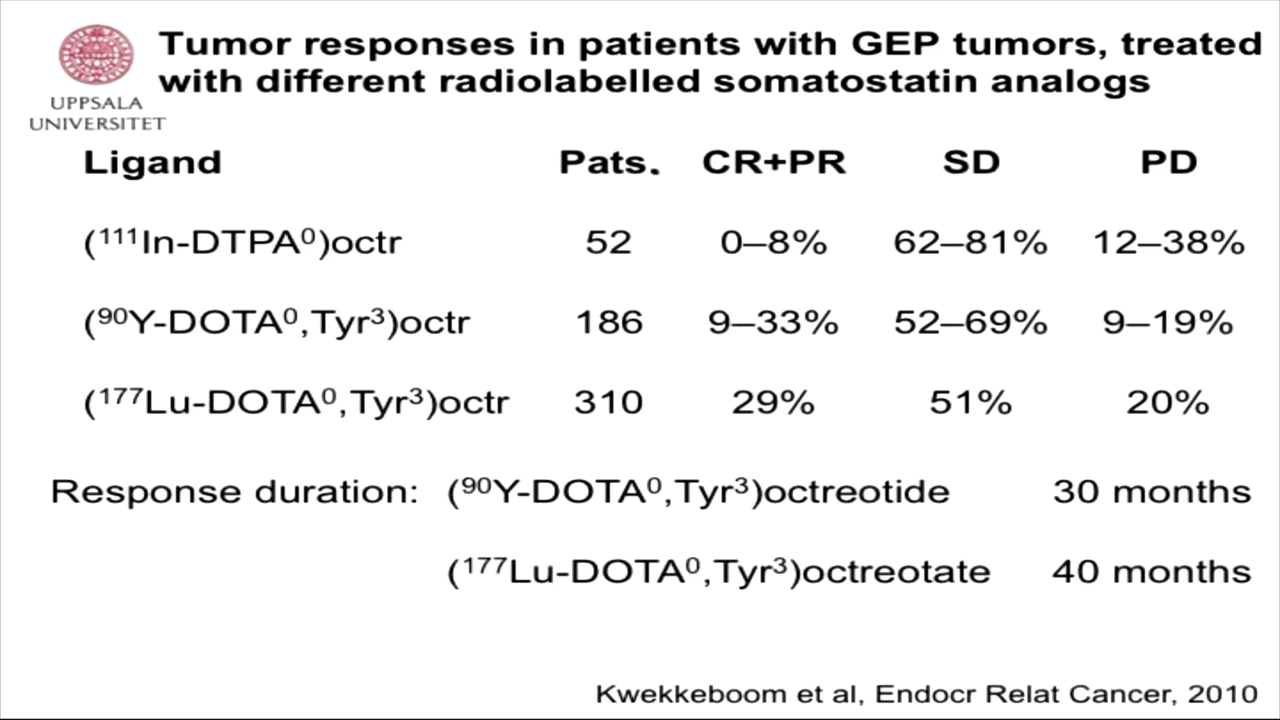 Tumor responses in patients with GEP tumors, treated
with different radiolabelled somatostatin analogs
UPPSALA
UNIVERSITET
Ligand Pats. CR+PR SD PD
(¹¹¹In-DTPA⁰)octr 52 0–8% 62–81% 12–38%
(⁹⁰Y-DOTA⁰,Tyr³)octr 186 9–33% 52–69% 9–19%
(¹⁷⁷Lu-DOTA⁰,Tyr³)octr 310 29% 51% 20%
Response duration: (⁹⁰Y-DOTA⁰,Tyr³)octreotide 30 months
(¹⁷⁷Lu-DOTA⁰,Tyr³)octreotate 40 months
Kwekkeboom et al, Endocr Relat Cancer, 2010